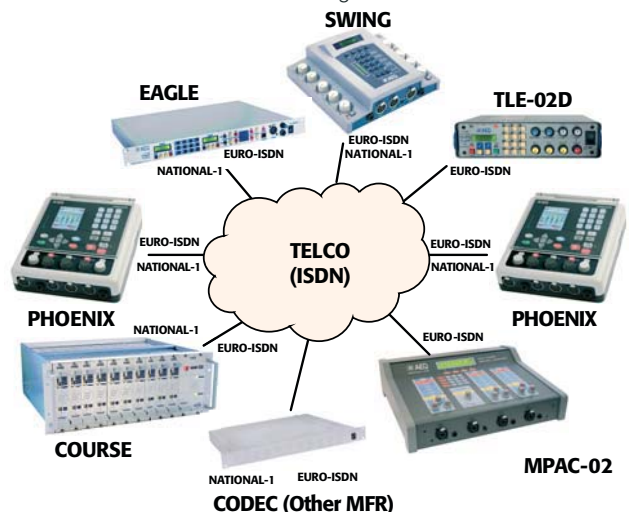 SWING
EAGLE
TLE-02D
EURO-ISDN
NATIONAL-1
EURO-ISDN
NATIONAL-1
EURO-ISDN
EURO-ISDN
NATIONAL-1
TELCO
(ISDN)
EURO-ISDN
NATIONAL-1
PHOENIX
PHOENIX
NATIONAL-1
EURO-ISDN
EURO-ISDN
COURSE
MPAC-02
NATIONAL-1
EURO-ISDN
CODEC (Other MFR)